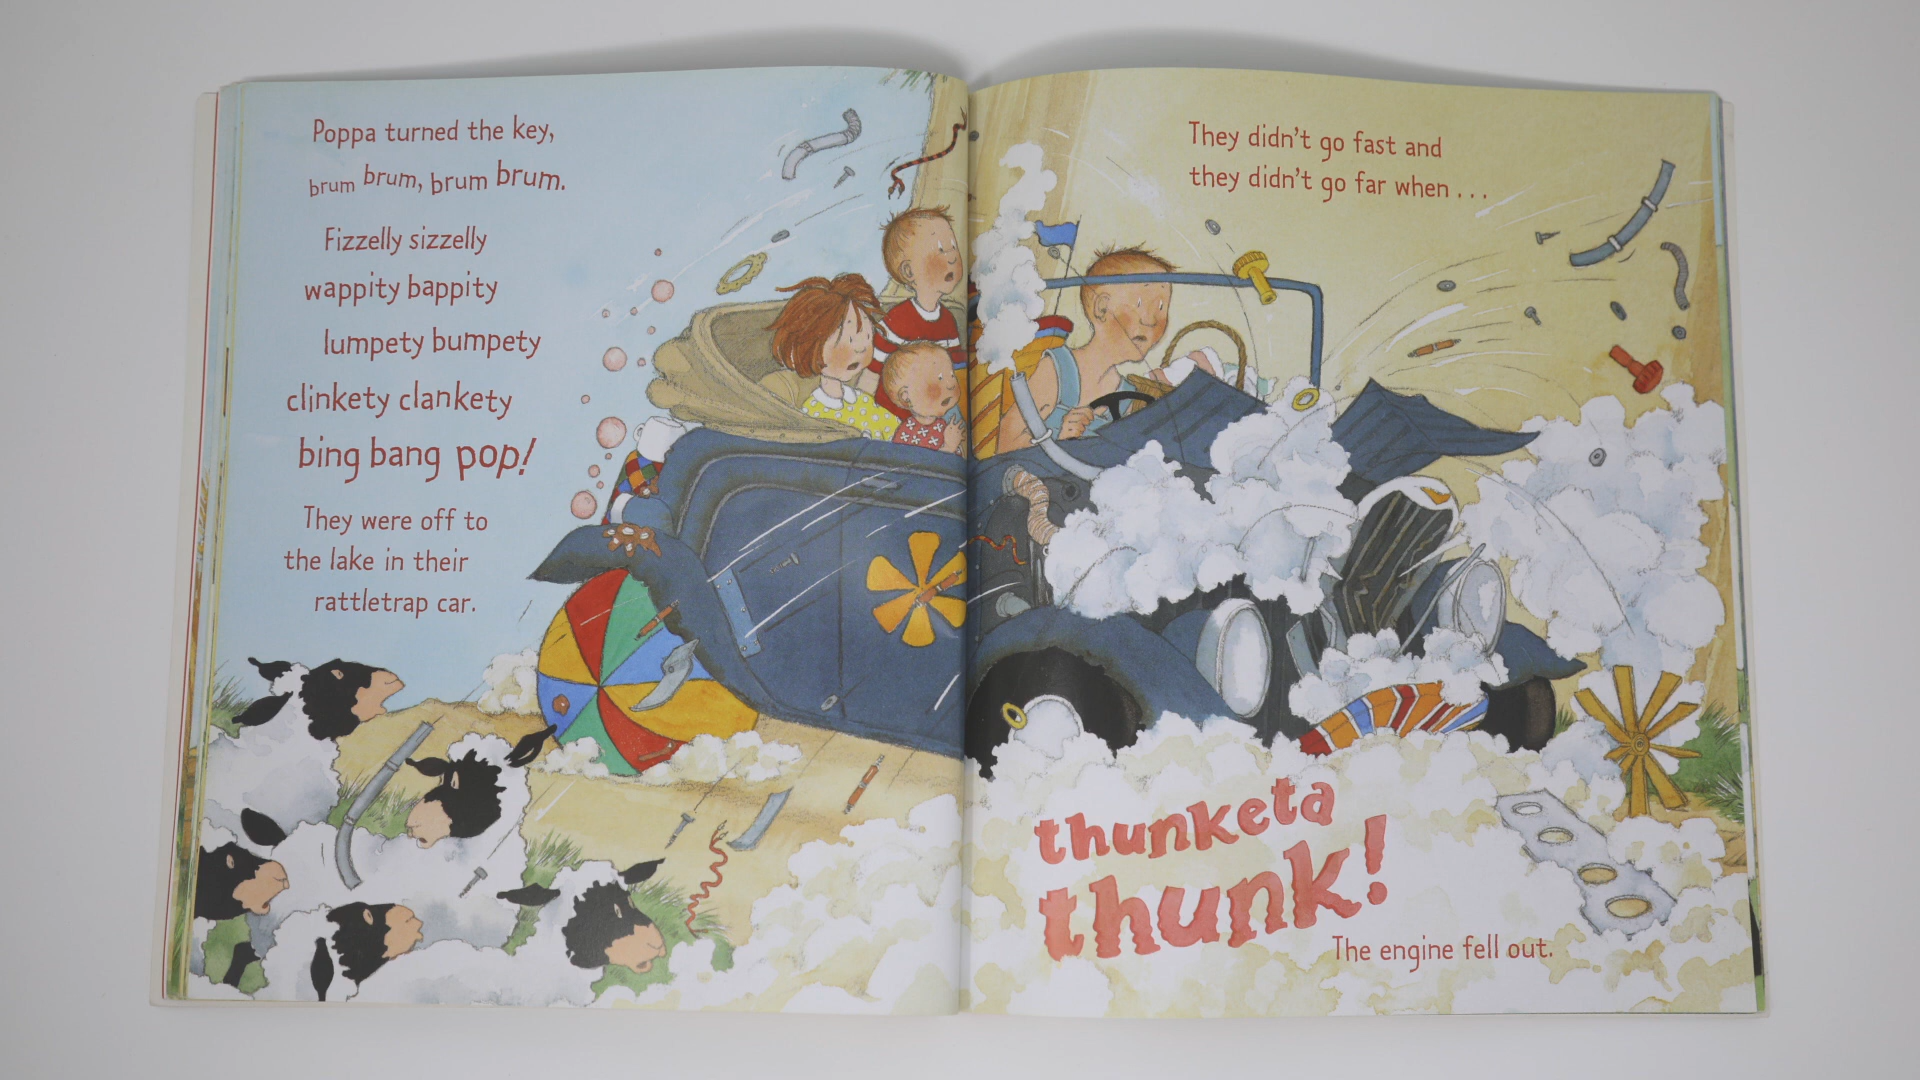 Poppa turned the key,
brum brum, brum brum.
Fizzelly sizzelly
wappity bappity
lumpety bumpety
clinkety clankety
bing bang pop!
They were off to
the lake in their
rattletrap car.
They didn't go fast and
they didn't go far when . . .
thunketa
thunk!
The engine fell out.